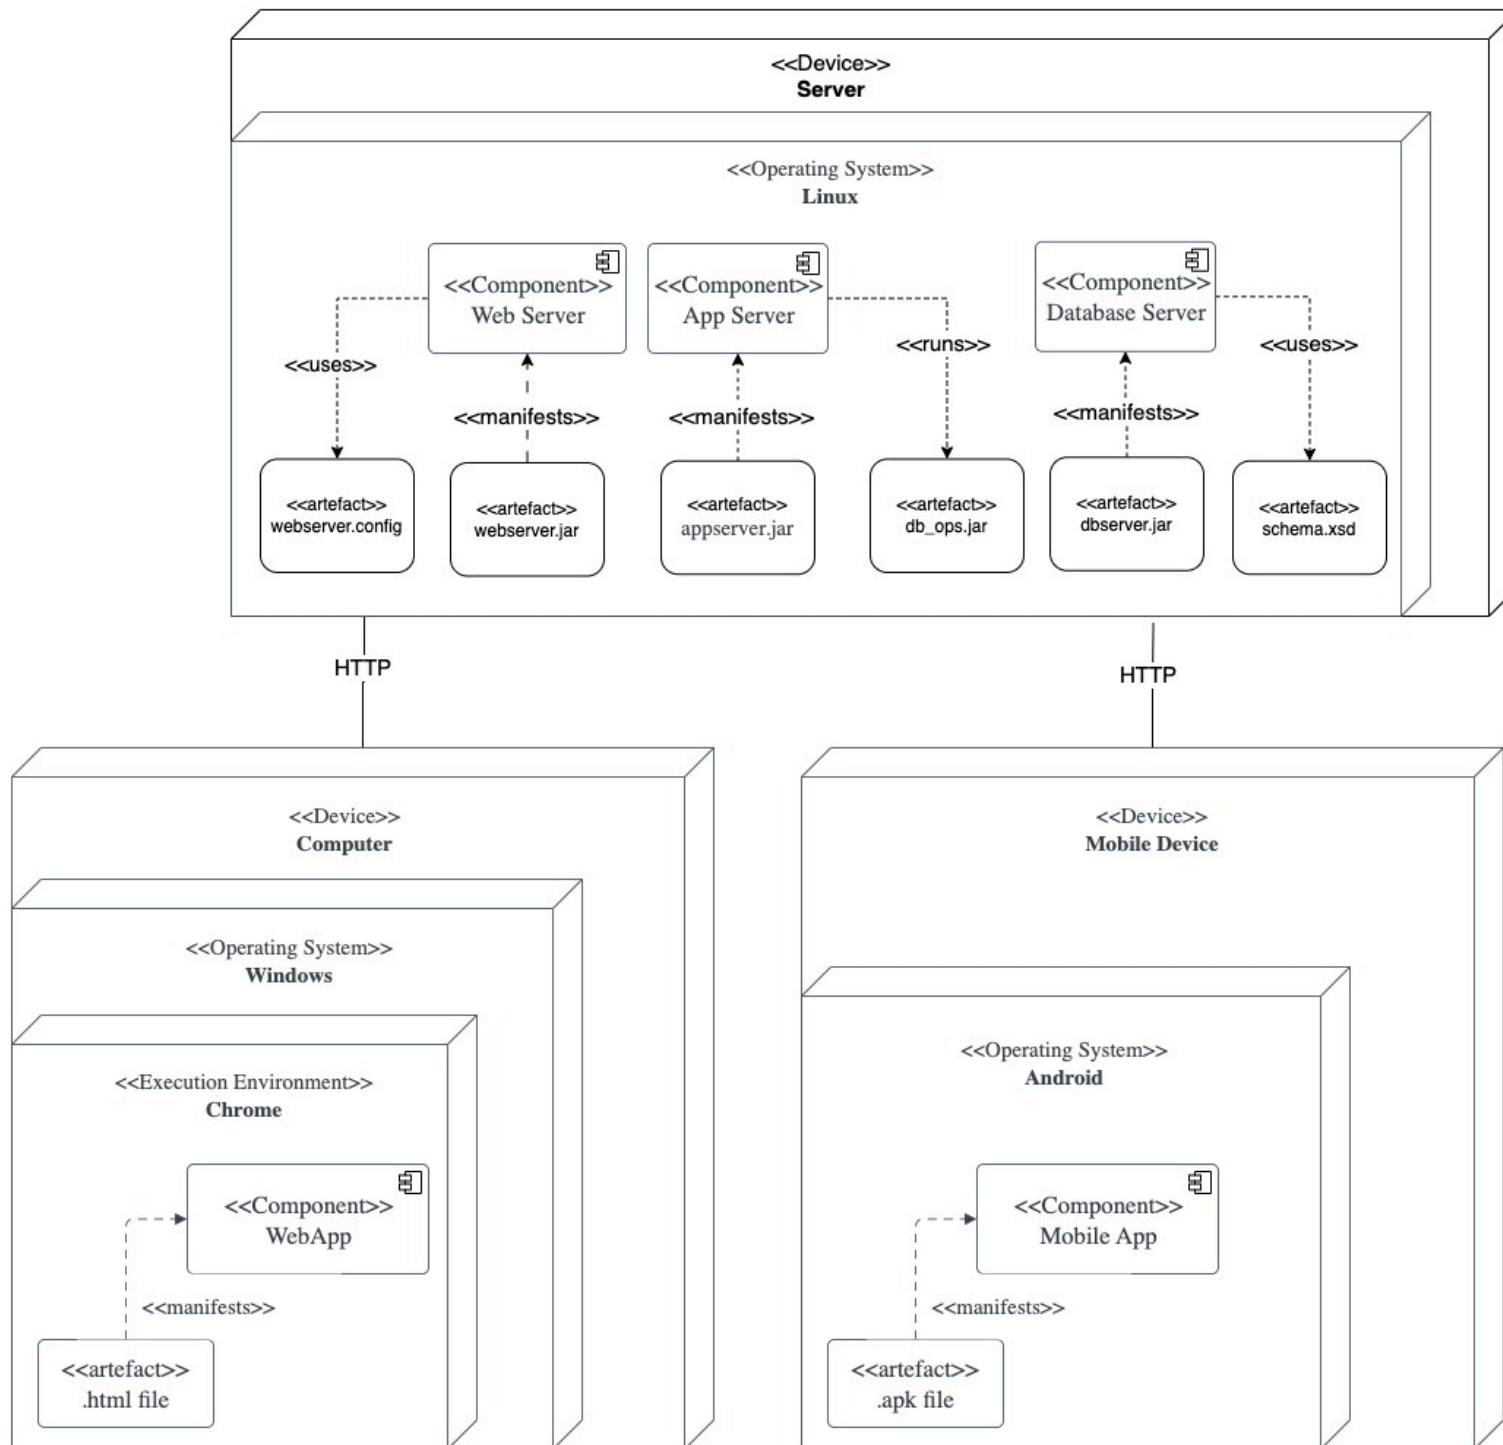 <<Device>>
Server
<<Operating System>>
Linux
<<Component>>
Web Server
<<Component>>
App Server
<<Component>>
Database Server
<<uses>>
<<manifests>>
<<manifests>>
<<runs>>
<<manifests>>
<<uses>>
<<artefact>>
webserver.config
<<artefact>>
webserver.jar
<<artefact>>
appserver.jar
<<artefact>>
db_ops.jar
<<artefact>>
dbserver.jar
<<artefact>>
schema.xsd
HTTP
HTTP
<<Device>>
Computer
<<Operating System>>
Windows
<<Execution Environment>>
Chrome
<<Component>>
WebApp
<<manifests>>
<<artefact>>
.html file
<<Device>>
Mobile Device
<<Operating System>>
Android
<<Component>>
Mobile App
<<manifests>>
<<artefact>>
.apk file